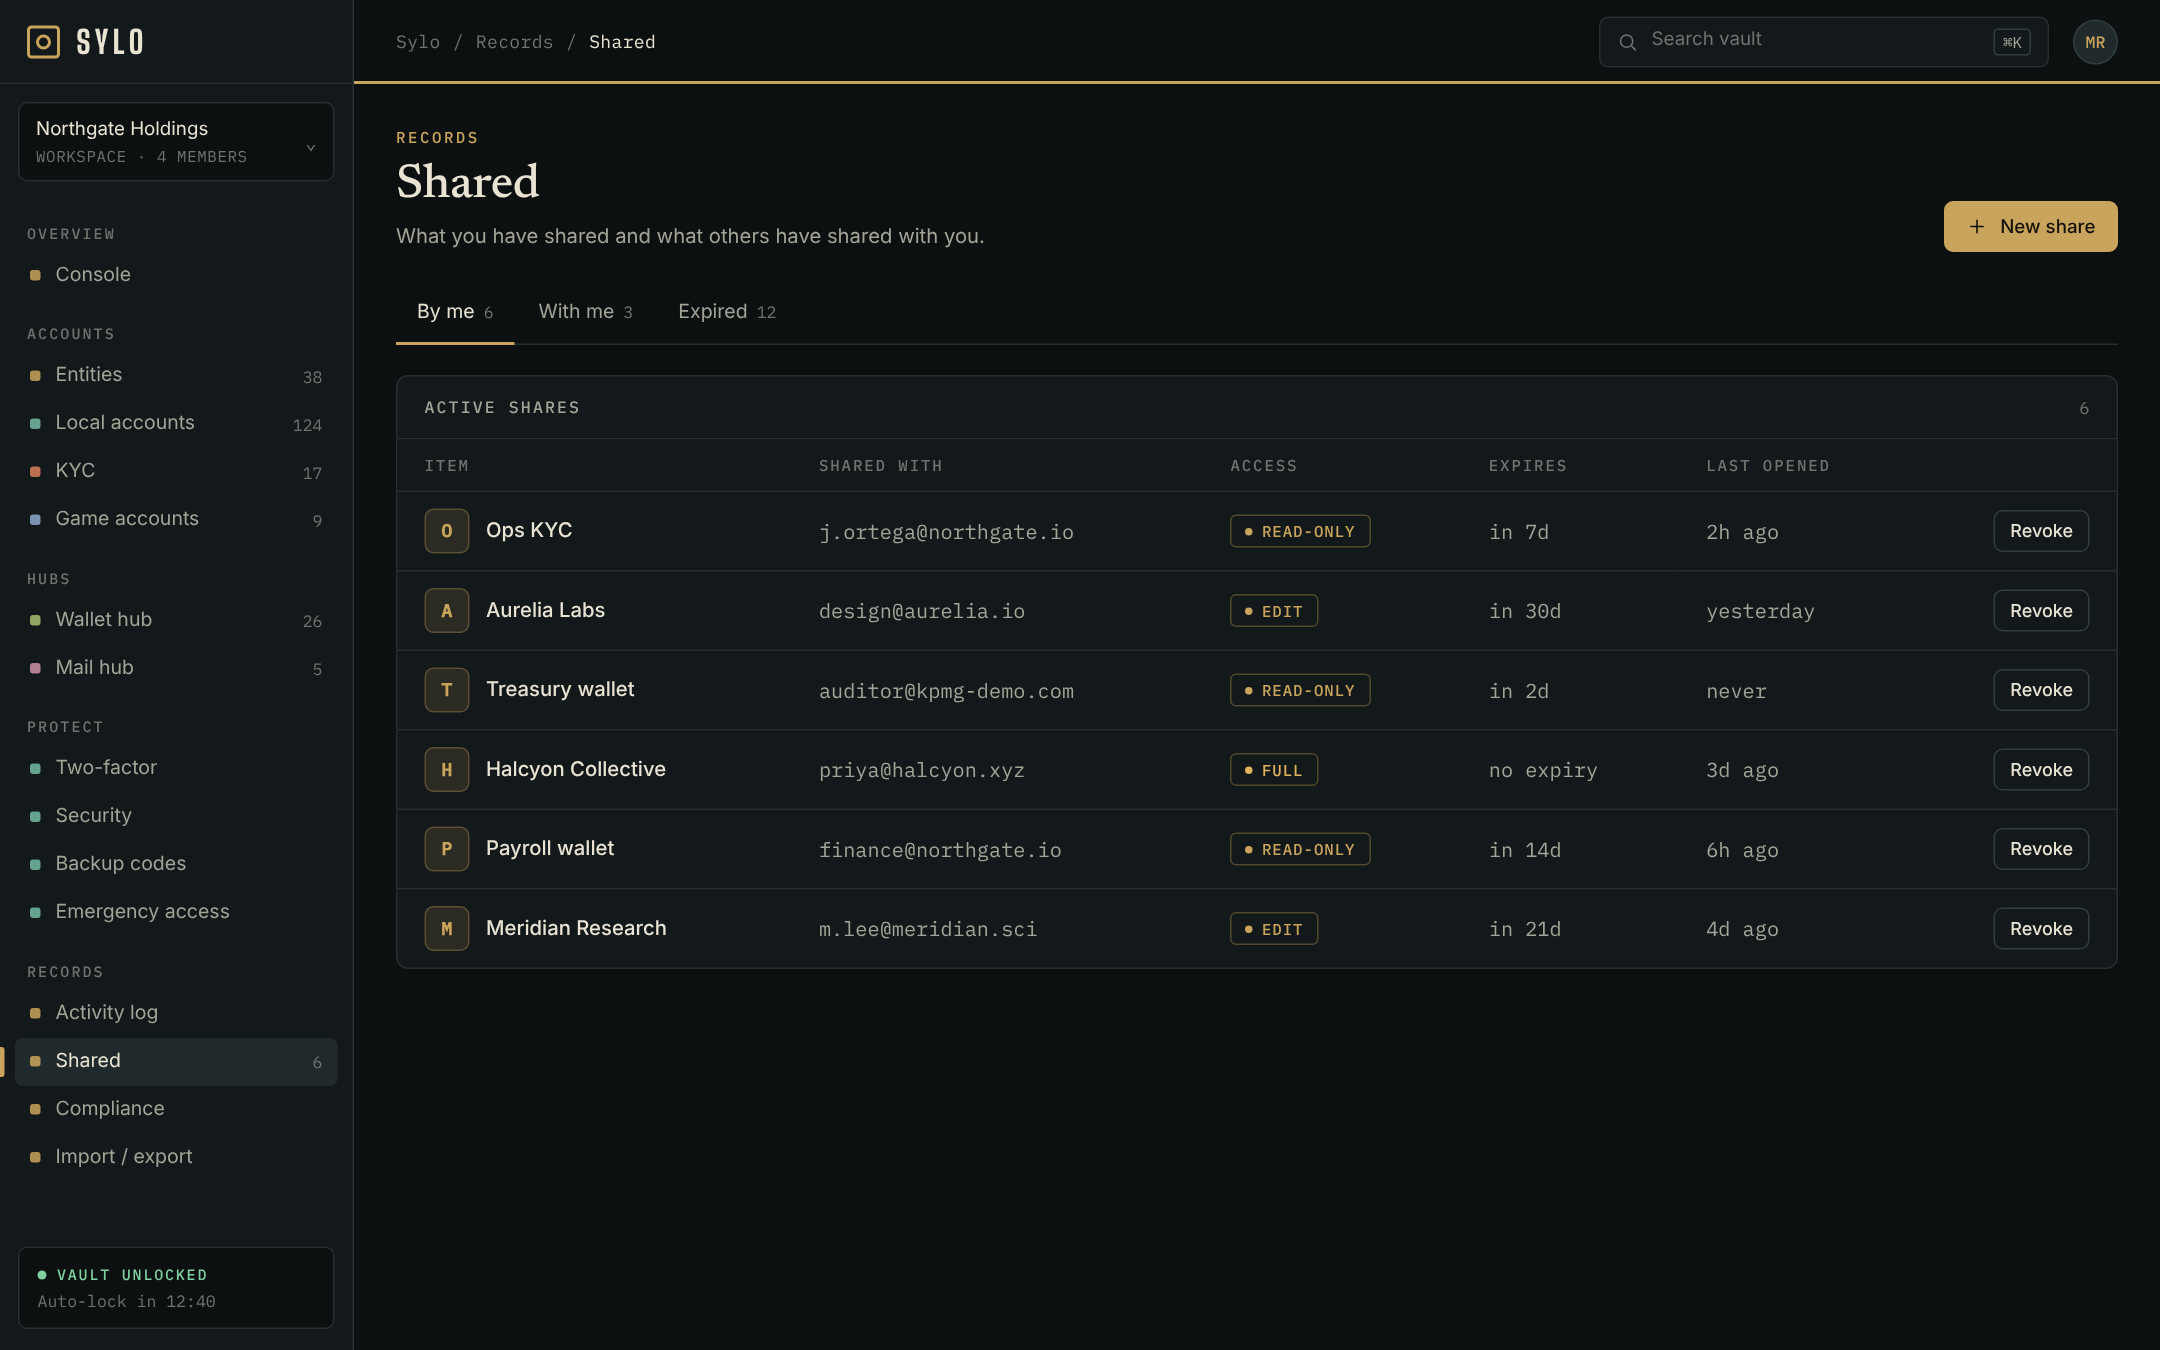 SYLO
Northgate Holdings
WORKSPACE · 4 MEMBERS
OVERVIEW
Console
ACCOUNTS
Entities 38
Local accounts 124
KYC 17
Game accounts 9
HUBS
Wallet hub 26
Mail hub 5
PROTECT
Two-factor
Security
Backup codes
Emergency access
RECORDS
Activity log
Shared 6
Compliance
Import / export
VAULT UNLOCKED
Auto-lock in 12:40
Sylo / Records / Shared
Search vault ⌘K
MR
RECORDS
Shared
What you have shared and what others have shared with you.
+ New share
By me 6 With me 3 Expired 12
ACTIVE SHARES 6
ITEM SHARED WITH ACCESS EXPIRES LAST OPENED
O Ops KYC j.ortega@northgate.io READ-ONLY in 7d 2h ago Revoke
A Aurelia Labs design@aurelia.io EDIT in 30d yesterday Revoke
T Treasury wallet auditor@kpmg-demo.com READ-ONLY in 2d never Revoke
H Halcyon Collective priya@halcyon.xyz FULL no expiry 3d ago Revoke
P Payroll wallet finance@northgate.io READ-ONLY in 14d 6h ago Revoke
M Meridian Research m.lee@meridian.sci EDIT in 21d 4d ago Revoke